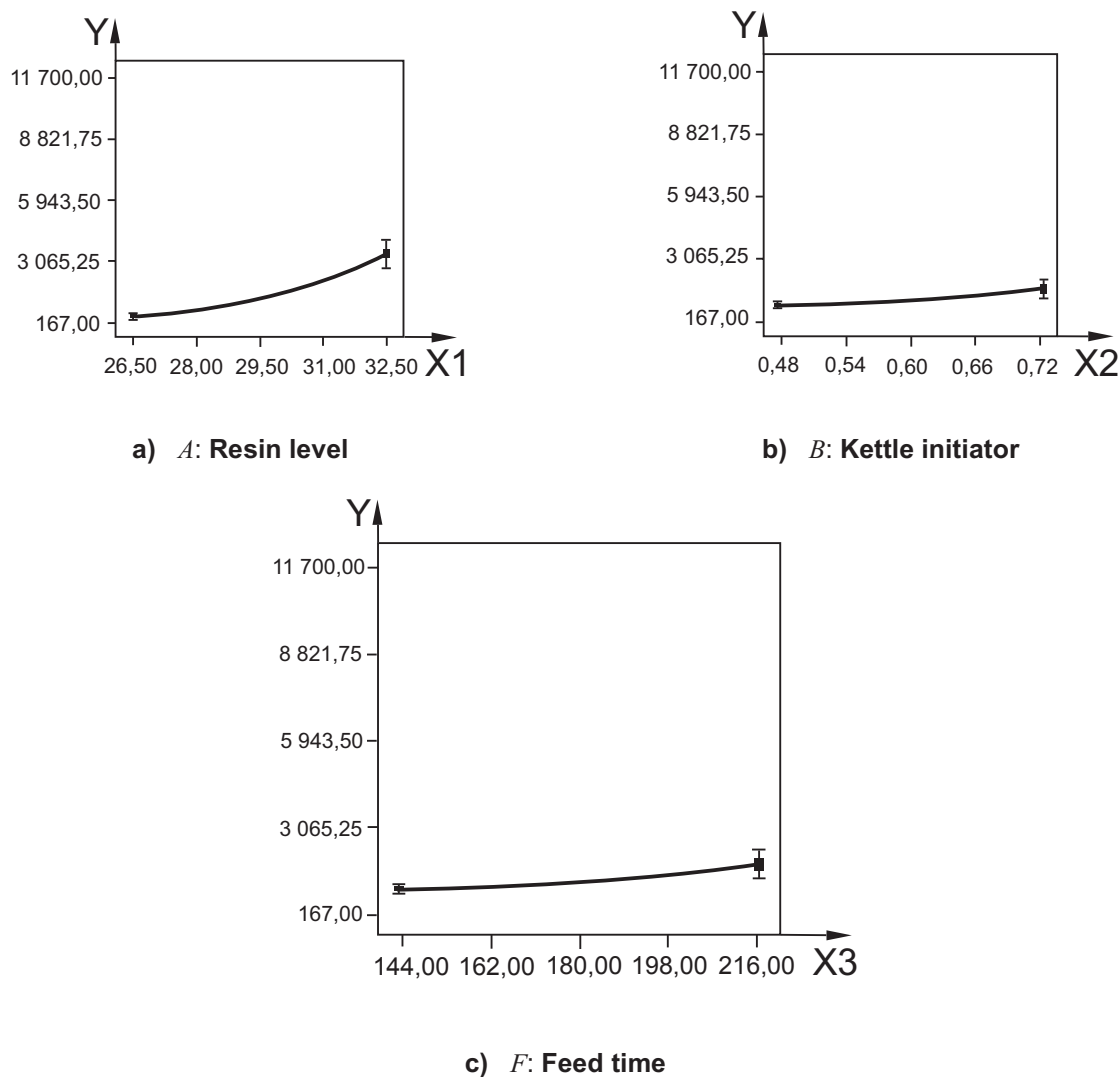 Y
11 700,00
8 821,75
5 943,50
3 065,25
167,00
26,50 28,00 29,50 31,00 32,50 X1
a) A: Resin level
Y
11 700,00
8 821,75
5 943,50
3 065,25
167,00
0,48 0,54 0,60 0,66 0,72 X2
b) B: Kettle initiator
Y
11 700,00
8 821,75
5 943,50
3 065,25
167,00
144,00 162,00 180,00 198,00 216,00 X3
c) F: Feed time